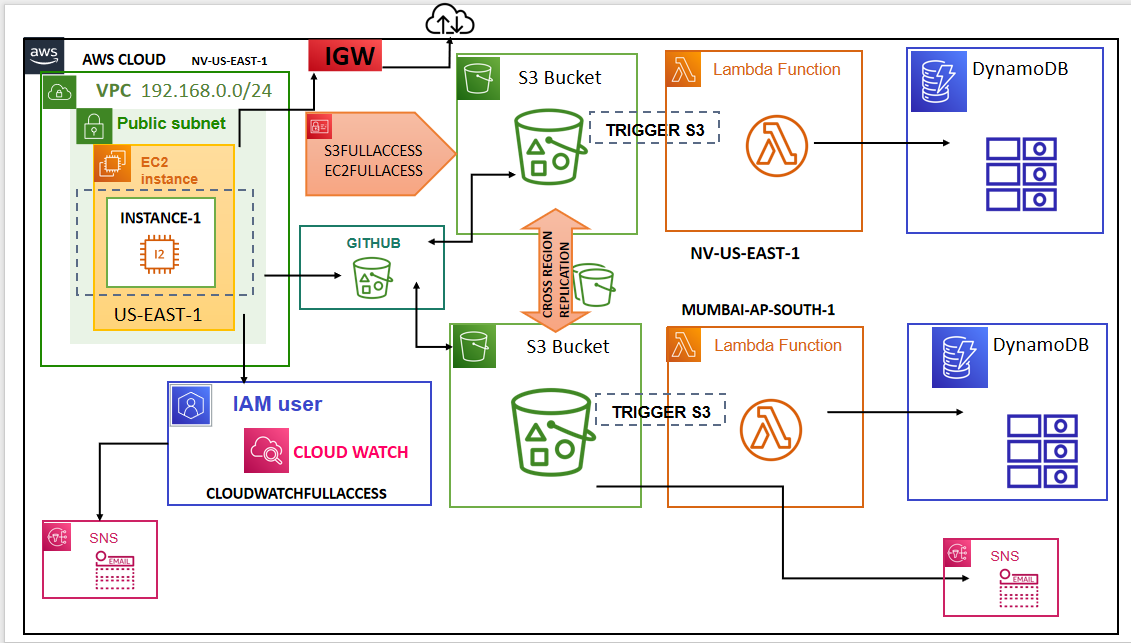 aws
AWS CLOUD
NV-US-EAST-1
IGW
VPC 192.168.0.0/24
Public subnet
EC2
instance
INSTANCE-1
I2
US-EAST-1
S3FULLACCESS
EC2FULLACESS
S3 Bucket
TRIGGER S3
Lambda Function
DynamoDB
GITHUB
CROSS REGION
REPLICATION
NV-US-EAST-1
MUMBAI-AP-SOUTH-1
S3 Bucket
TRIGGER S3
Lambda Function
DynamoDB
IAM user
CLOUD WATCH
CLOUDWATCHFULLACCESS
SNS
EMAIL
SNS
EMAIL